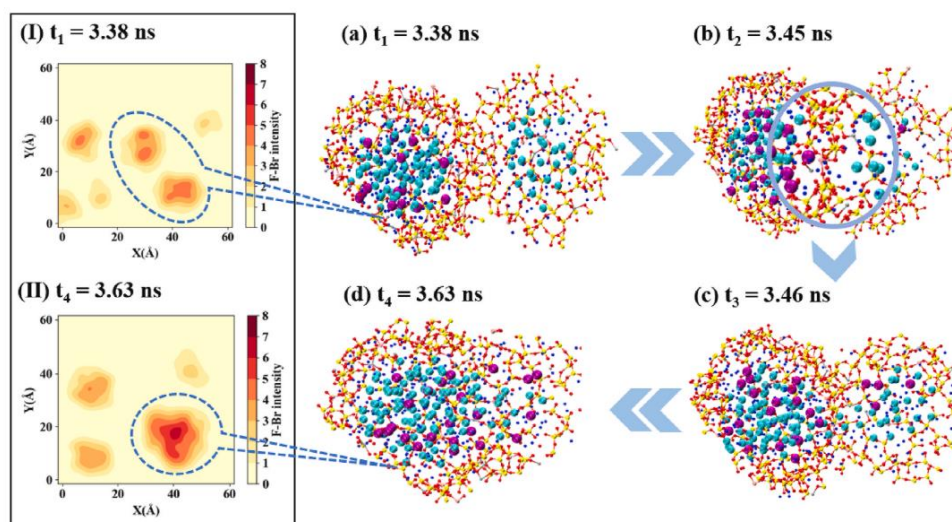 (I) t₁ = 3.38 ns
60
40
20
0
Y(Å)
0 20 40 60
X(Å)
8
7
6
5
4
3
2
1
0
F-Br intensity
(a) t₁ = 3.38 ns
(b) t₂ = 3.45 ns
(II) t₄ = 3.63 ns
60
40
20
0
Y(Å)
0 20 40 60
X(Å)
8
7
6
5
4
3
2
1
0
F-Br intensity
(d) t₄ = 3.63 ns
(c) t₃ = 3.46 ns